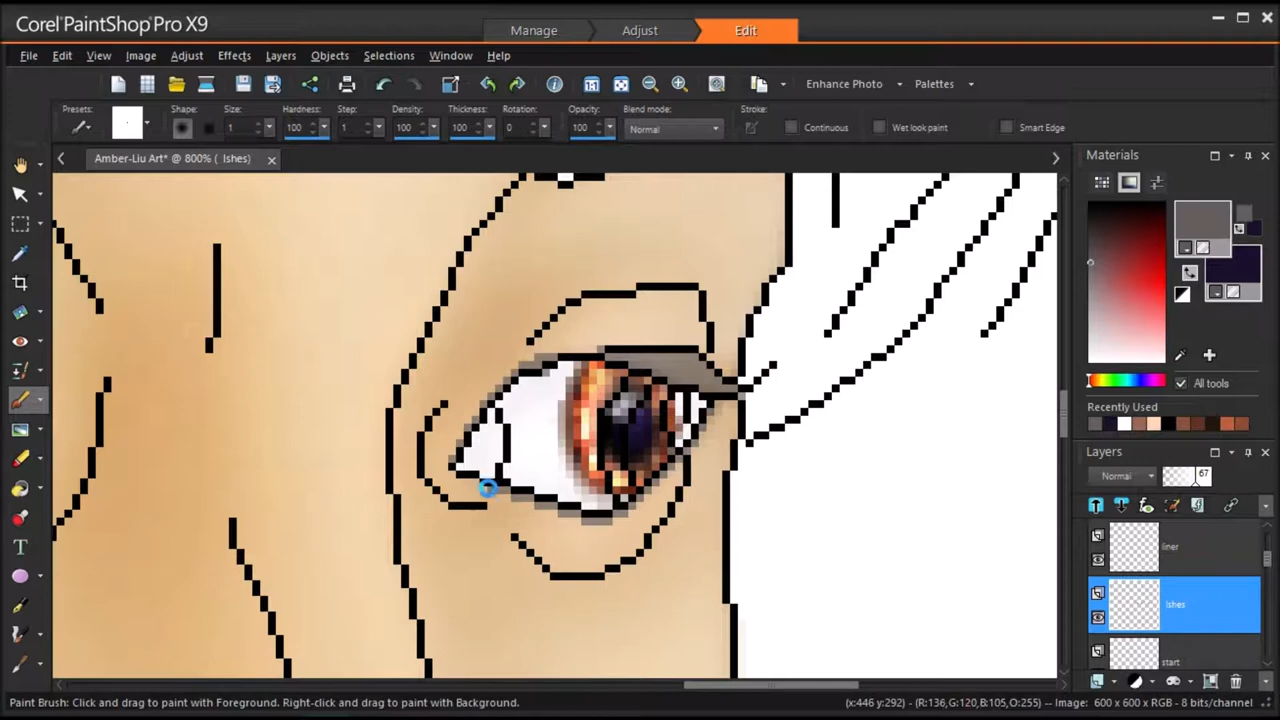 Corel PaintShop Pro X9
Manage Adjust Edit
File Edit View Image Adjust Effects Layers Objects Selections Window Help
Enhance Photo Palettes
Presets: Shape: Size: Hardness: Step: Density: Thickness: Rotation: Opacity: Blend mode: Stroke:
1 100 1 100 100 0 100 Normal Continuous Wet look paint Smart Edge
Amber-Liu Art* @ 800% ( lshes)
Materials
All tools
Recently Used
Layers
Normal 67
liner
lshes
start
Paint Brush: Click and drag to paint with Foreground. Right-click and drag to paint with Background.
(x:446 y:292) -- (R:136,G:120,B:105,O:255) -- Image: 600 x 600 x RGB - 8 bits/channel